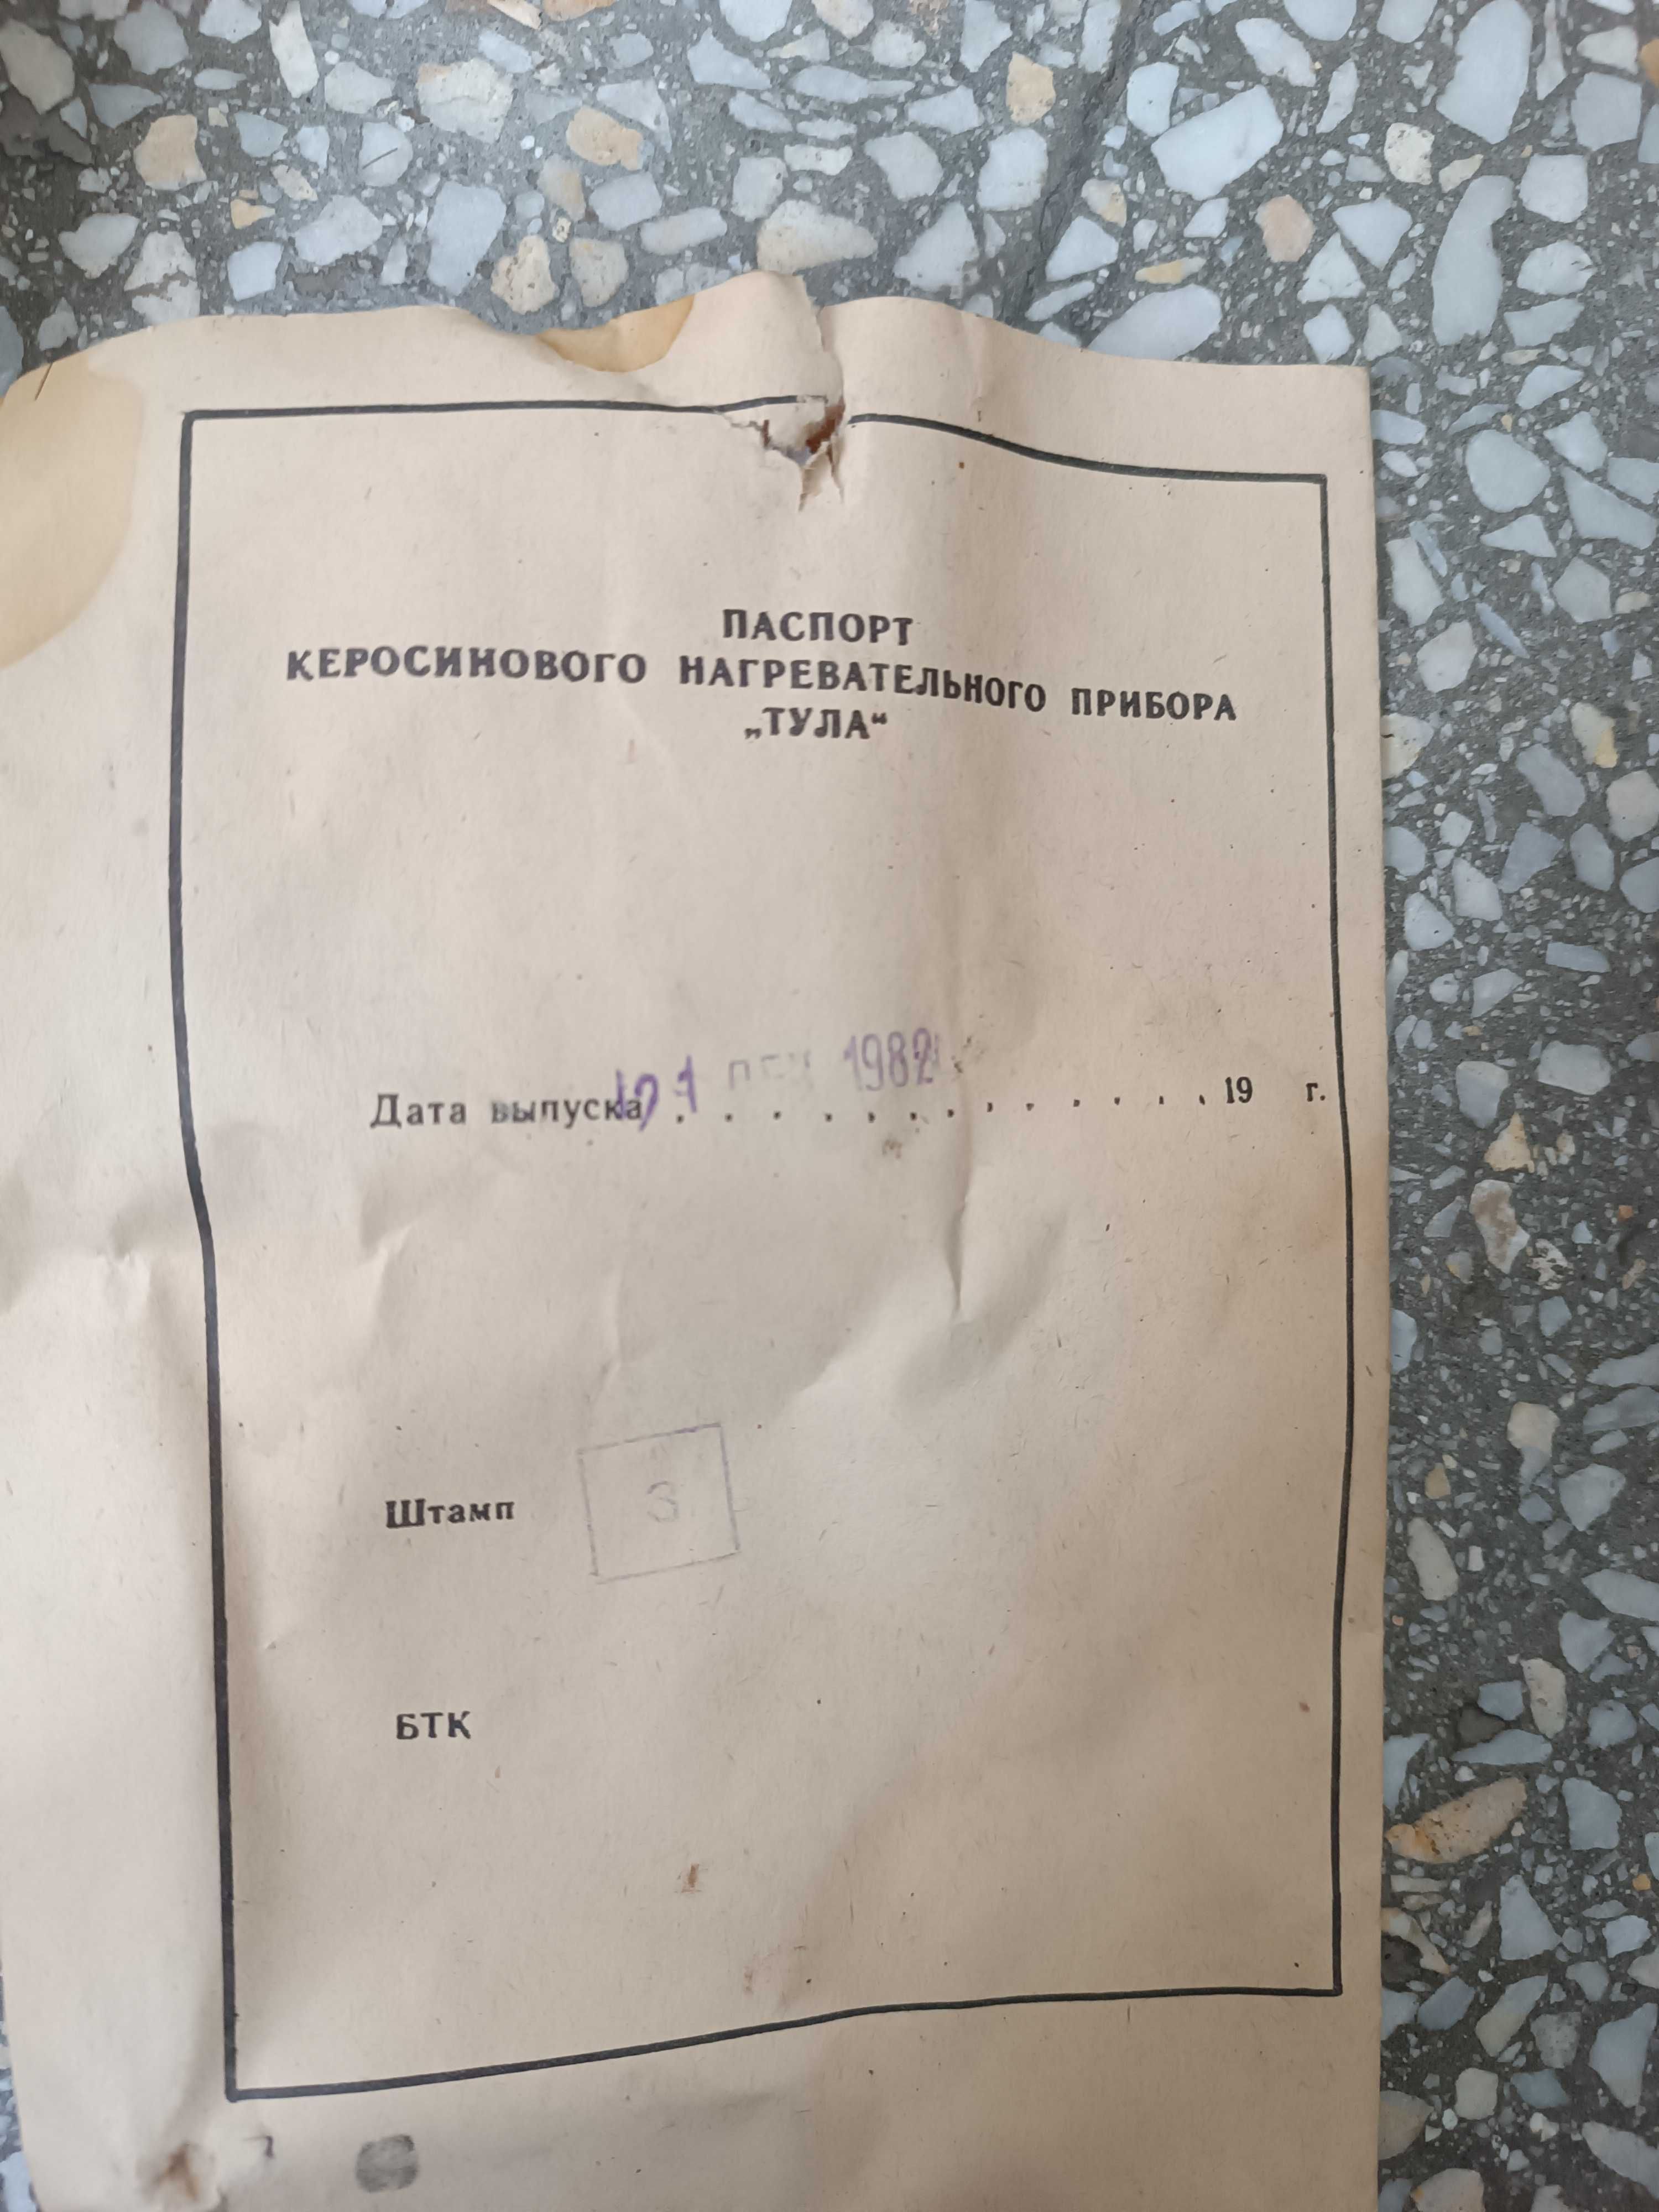 ПАСПОРТ
КЕРОСИНОВОГО НАГРЕВАТЕЛЬНОГО ПРИБОРА
„ТУЛА“
Дата выпуска 1982 . . . . . . . . . . . . . 19 г.
Штамп 3
БТК